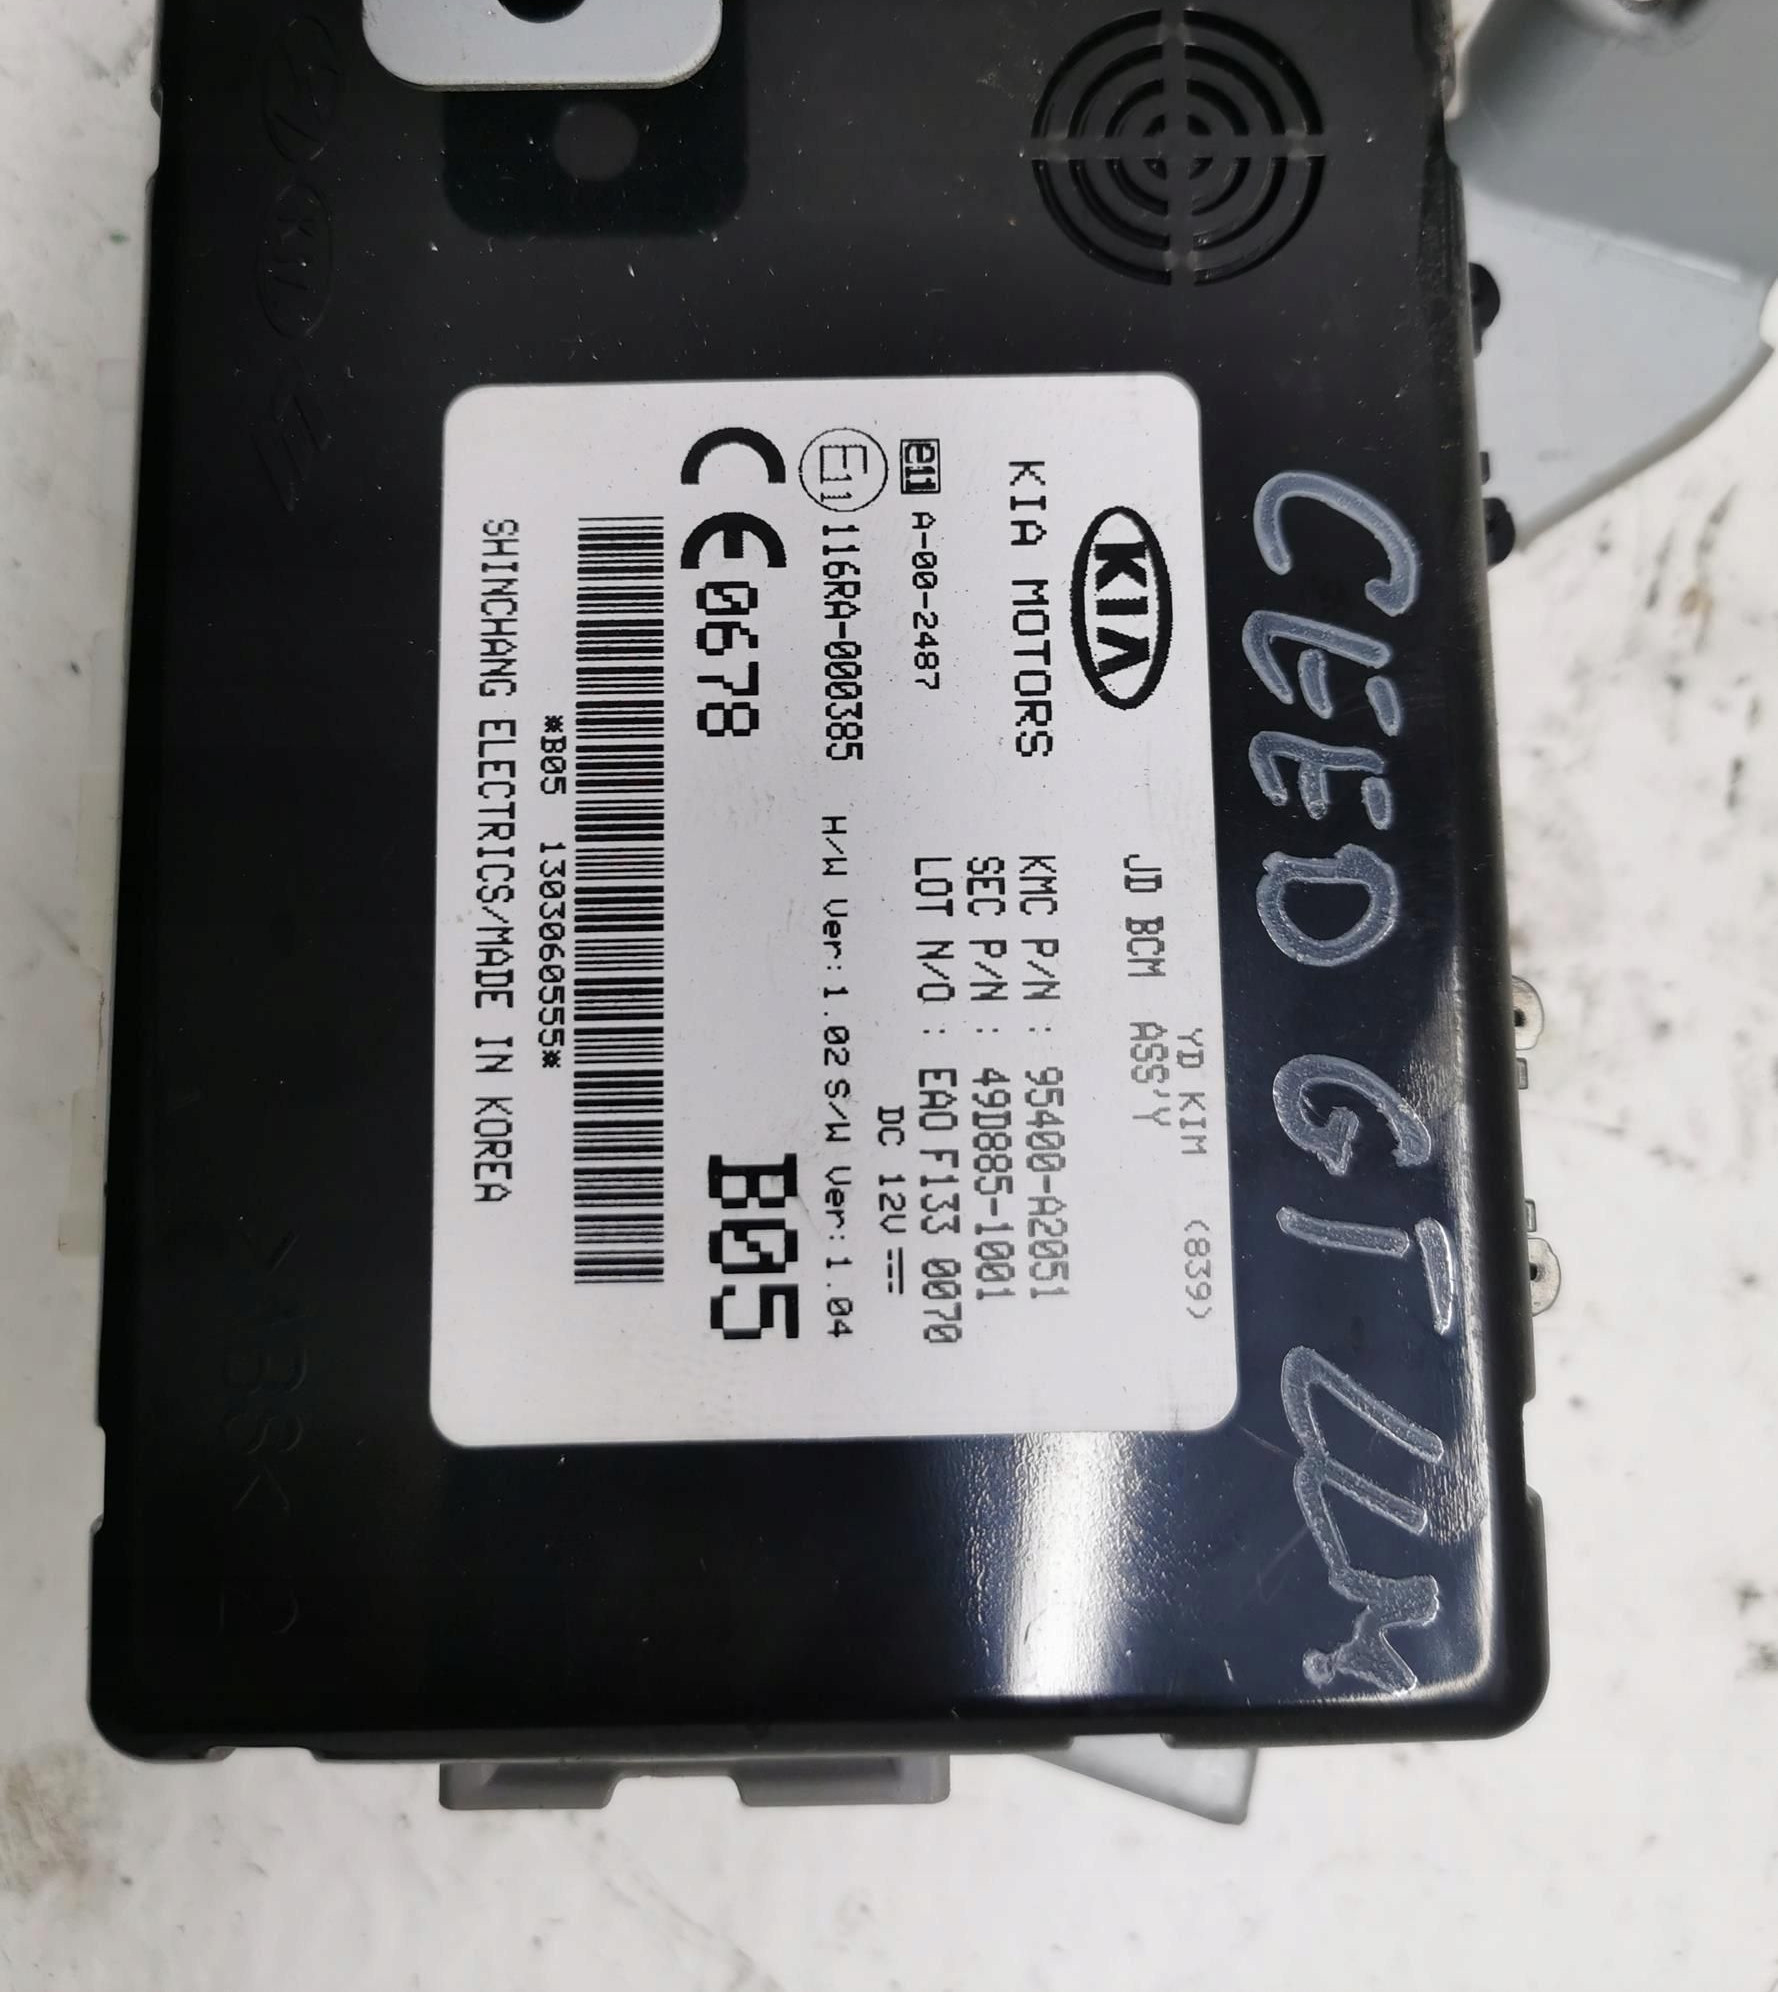 CEED GT LM
YD KIM (839)
KIA
JD BCM ASS'Y
KIA MOTORS
KMC P/N : 95400-A2051
SEC P/N : 49D885-1001
LOT N/O : EAO F133 0070
e11 A-00-2487
DC 12V
E11 116RA-000385 H/W Ver:1.02 S/W Ver:1.04
CE0678
B05
*B05 1303060555*
SHINCHANG ELECTRICS/MADE IN KOREA